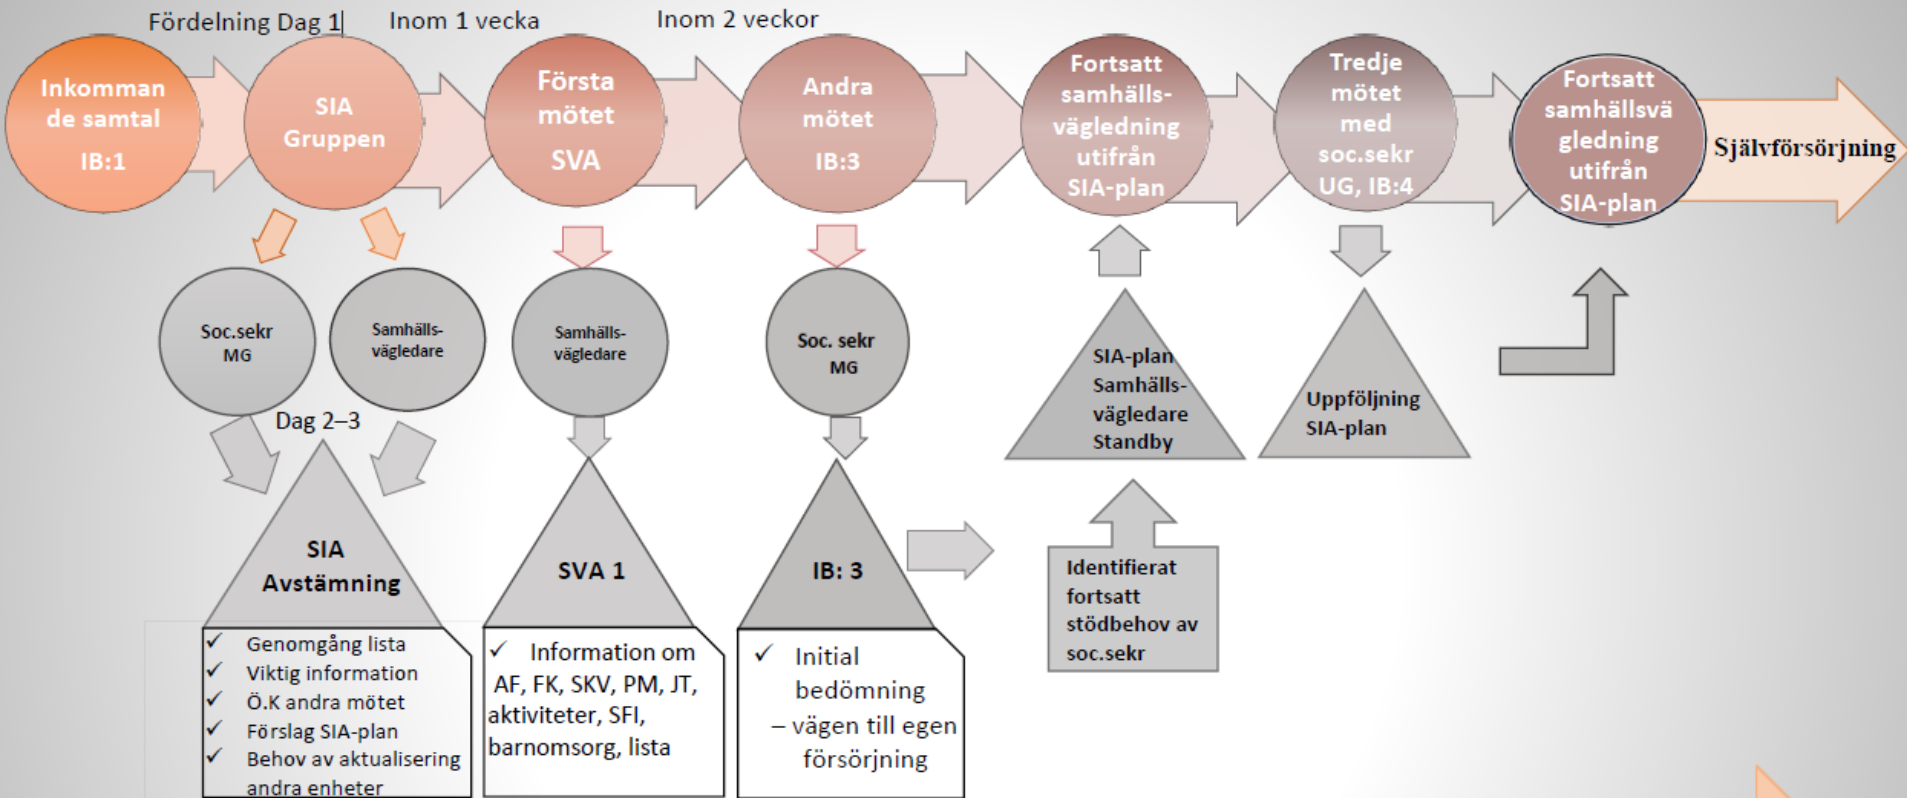 Fördelning Dag 1
Inom 1 vecka
Inom 2 veckor
Inkomman
de samtal
IB:1
SIA
Gruppen
Första
mötet
SVA
Andra
mötet
IB:3
Fortsatt
samhälls-
vägledning
utifrån
SIA-plan
Tredje
mötet
med
soc.sekr
UG, IB:4
Fortsatt
samhällsvä
gledning
utifrån
SIA-plan
Självförsörjning
Soc.sekr
MG
Samhälls-
vägledare
Samhälls-
vägledare
Soc. sekr
MG
Dag 2–3
SIA
Avstämning
SVA 1
IB: 3
SIA-plan
Samhälls-
vägledare
Standby
Uppföljning
SIA-plan
✓ Genomgång lista
✓ Viktig information
✓ Ö.K andra mötet
✓ Förslag SIA-plan
✓ Behov av aktualisering
andra enheter
✓ Information om
AF, FK, SKV, PM, JT,
aktiviteter, SFI,
barnomsorg, lista
✓ Initial
bedömning
– vägen till egen
försörjning
Identifierat
fortsatt
stödbehov av
soc.sekr